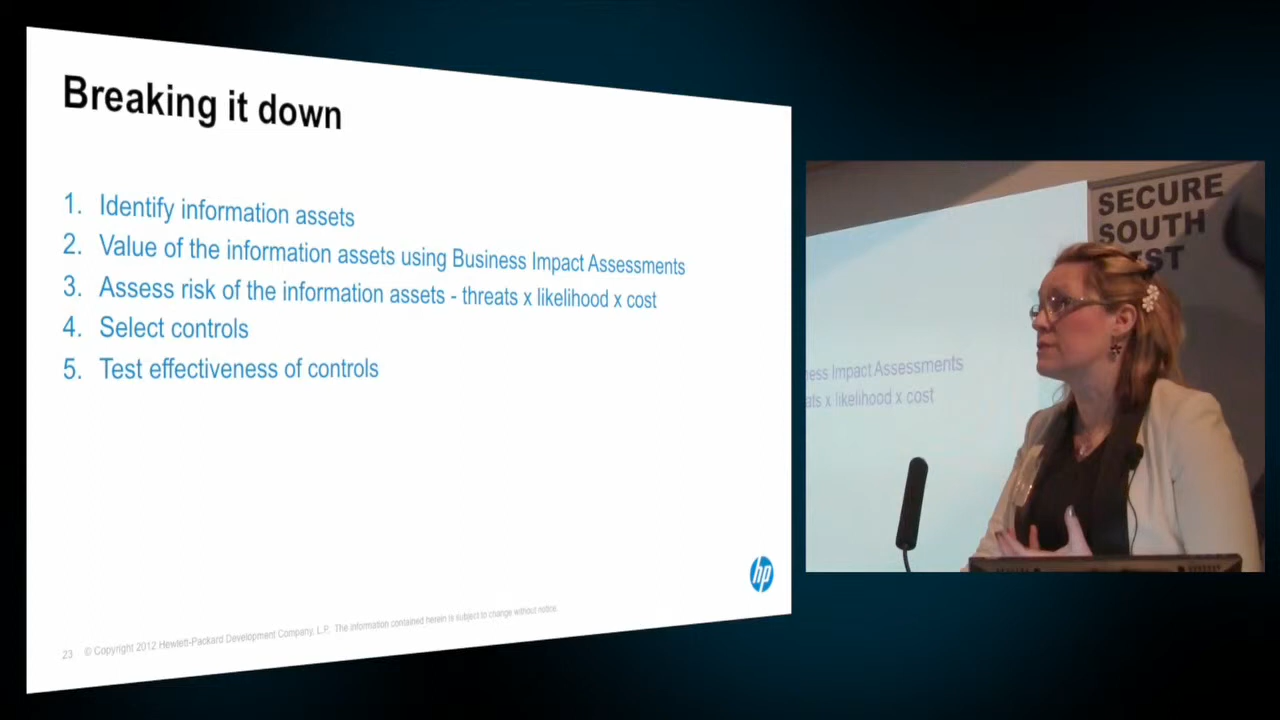 Breaking it down
1. Identify information assets
2. Value of the information assets using Business Impact Assessments
3. Assess risk of the information assets - threats x likelihood x cost
4. Select controls
5. Test effectiveness of controls
hp
23 © Copyright 2012 Hewlett-Packard Development Company, L.P. The information contained herein is subject to change without notice.
SECURE
SOUTH
ST
ess Impact Assessments
ats x likelihood x cost